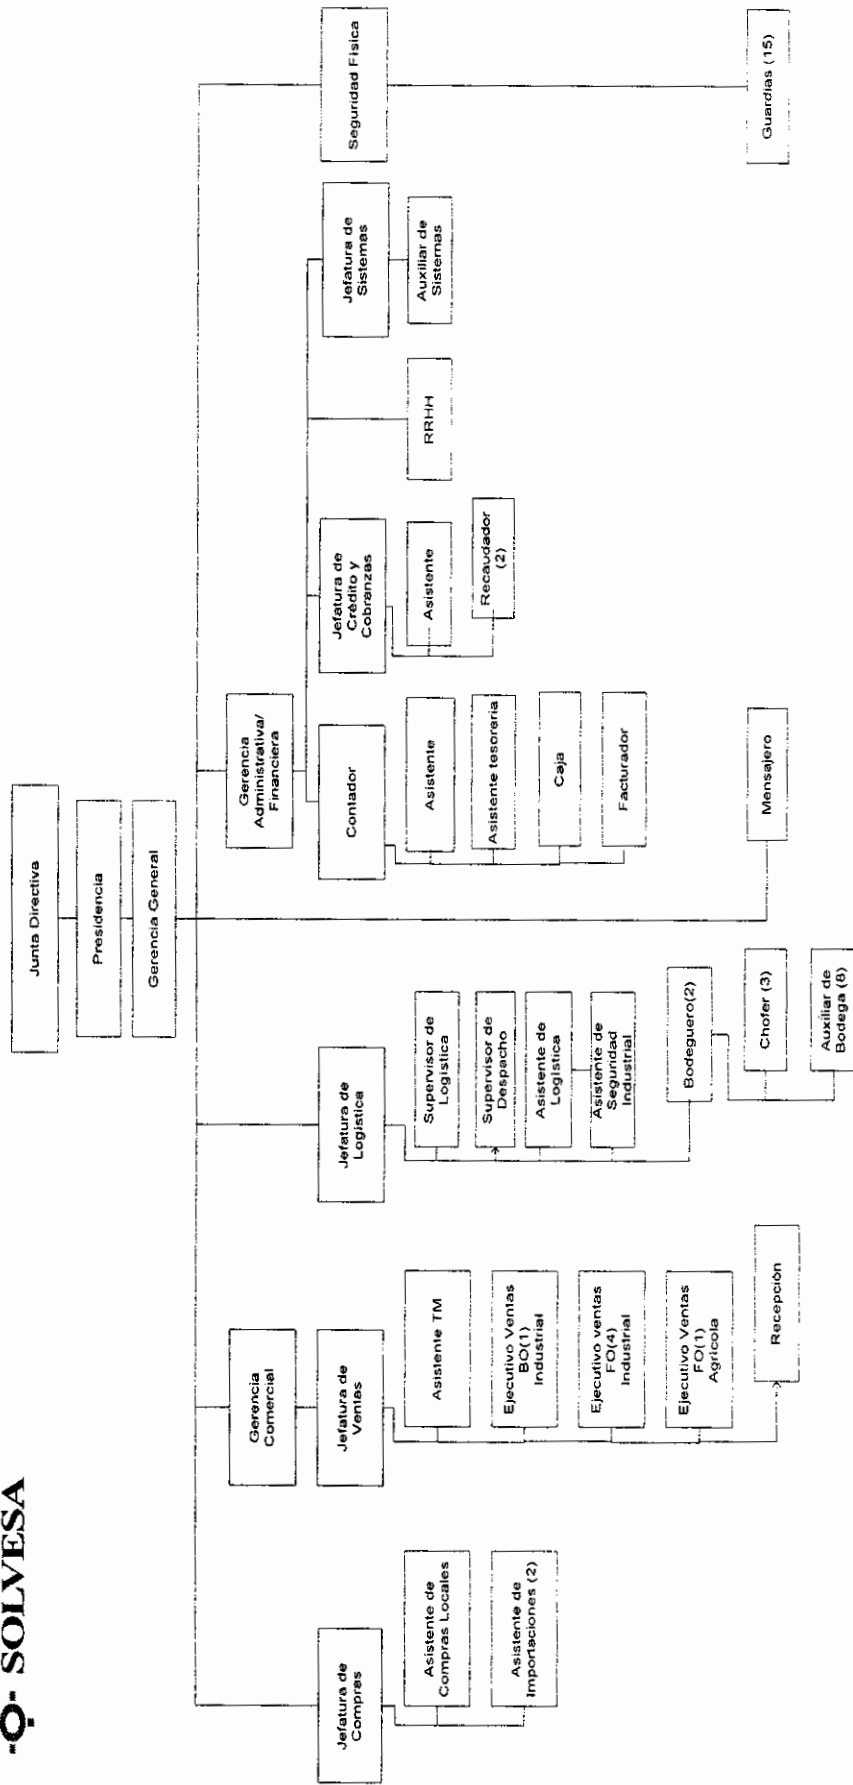 SOLVESA
Junta Directiva
Presidencia
Gerencia General
Jefatura de
Compras
Asistente de
Compras Locales
Asistente de
Importaciones (2)
Gerencia
Comercial
Jefatura de
Ventas
Asistente TM
Ejecutivo Ventas
BO(1)
Industrial
Ejecutivo ventas
FO(4)
Industrial
Ejecutivo Ventas
FO(1)
Agrícola
Recepción
Jefatura de
Logística
Supervisor de
Logística
Supervisor de
Despacho
Asistente de
Logística
Asistente de
Seguridad
Industrial
Bodeguero(2)
Chofer (3)
Auxiliar de
Bodega (8)
Mensajero
Gerencia
Administrativa/
Financiera
Contador
Asistente
Asistente tesoreria
Caja
Facturador
Jefatura de
Crédito y
Cobranzas
Asistente
Recaudador
(2)
RRHH
Jefatura de
Sistemas
Auxiliar de
Sistemas
Seguridad Física
Guardias (15)